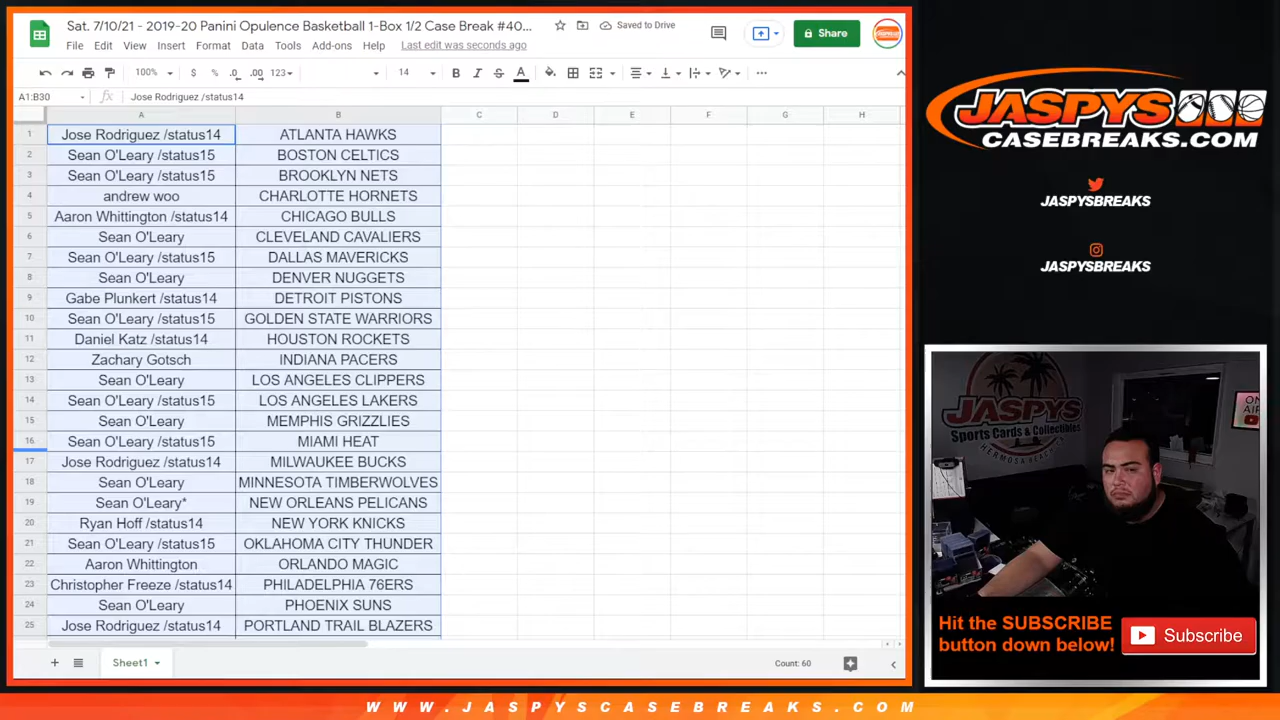 Sat. 7/10/21 - 2019-20 Panini Opulence Basketball 1-Box 1/2 Case Break #40...
Saved to Drive
Share
File Edit View Insert Format Data Tools Add-ons Help Last edit was seconds ago
100% $ % .0 .00 123 14 B I S A
A1:B30 fx Jose Rodriguez /status14
A B C D E F G H
1 Jose Rodriguez /status14 ATLANTA HAWKS
2 Sean O'Leary /status15 BOSTON CELTICS
3 Sean O'Leary /status15 BROOKLYN NETS
4 andrew woo CHARLOTTE HORNETS
5 Aaron Whittington /status14 CHICAGO BULLS
6 Sean O'Leary CLEVELAND CAVALIERS
7 Sean O'Leary /status15 DALLAS MAVERICKS
8 Sean O'Leary DENVER NUGGETS
9 Gabe Plunkert /status14 DETROIT PISTONS
10 Sean O'Leary /status15 GOLDEN STATE WARRIORS
11 Daniel Katz /status14 HOUSTON ROCKETS
12 Zachary Gotsch INDIANA PACERS
13 Sean O'Leary LOS ANGELES CLIPPERS
14 Sean O'Leary /status15 LOS ANGELES LAKERS
15 Sean O'Leary MEMPHIS GRIZZLIES
16 Sean O'Leary /status15 MIAMI HEAT
17 Jose Rodriguez /status14 MILWAUKEE BUCKS
18 Sean O'Leary MINNESOTA TIMBERWOLVES
19 Sean O'Leary* NEW ORLEANS PELICANS
20 Ryan Hoff /status14 NEW YORK KNICKS
21 Sean O'Leary /status15 OKLAHOMA CITY THUNDER
22 Aaron Whittington ORLANDO MAGIC
23 Christopher Freeze /status14 PHILADELPHIA 76ERS
24 Sean O'Leary PHOENIX SUNS
25 Jose Rodriguez /status14 PORTLAND TRAIL BLAZERS
Sheet1
Count: 60
JASPYS
CASEBREAKS.COM
JASPYSBREAKS
JASPYSBREAKS
JASPYS
Sports Cards & Collectibles
HERMOSA BEACH
ON
AIR
Hit the SUBSCRIBE
button down below!
Subscribe
WWW.JASPYSCASEBREAKS.COM